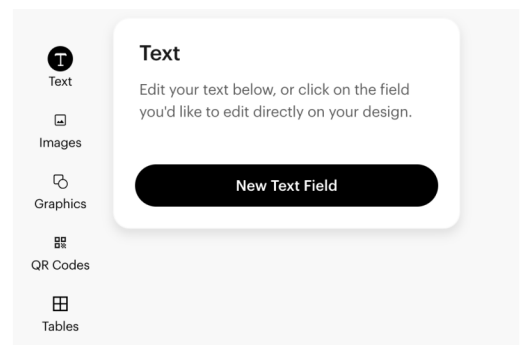 Text
Images
Graphics
QR Codes
Tables
Text
Edit your text below, or click on the field
you'd like to edit directly on your design.
New Text Field